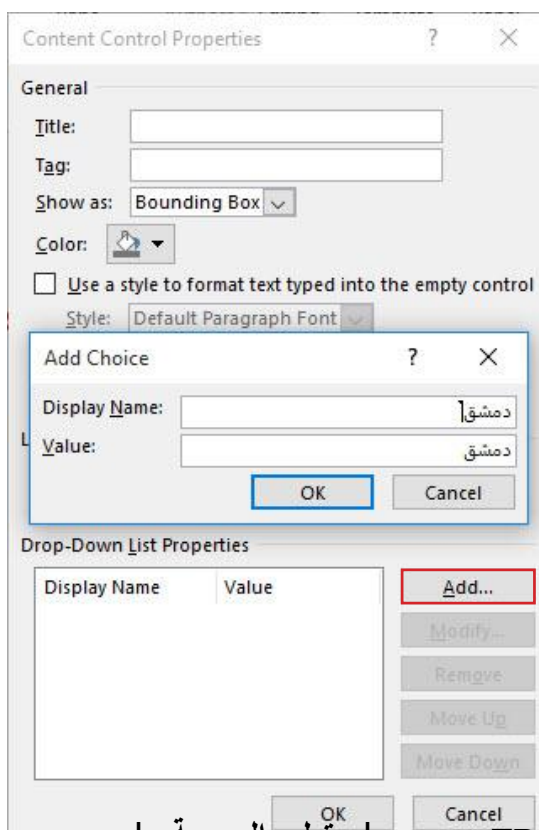 Content Control Properties ? ×
General
Title:
Tag:
Show as: Bounding Box
Color:
Use a style to format text typed into the empty control
Style: Default Paragraph Font
Add Choice ? ×
Display Name: دمشق
Value: دمشق
OK Cancel
L
Drop-Down List Properties
Display Name Value
Add...
Modify...
Remove
Move Up
Move Down
OK Cancel